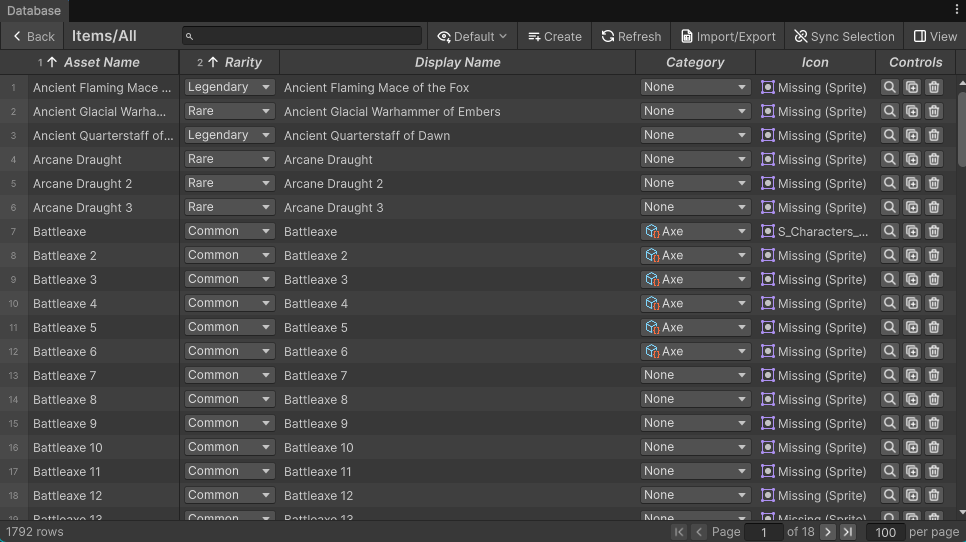 Database
Back Items/All Default Create Refresh Import/Export Sync Selection View
1 Asset Name 2 Rarity Display Name Category Icon Controls
1 Ancient Flaming Mace ... Legendary Ancient Flaming Mace of the Fox None Missing (Sprite)
2 Ancient Glacial Warha... Rare Ancient Glacial Warhammer of Embers None Missing (Sprite)
3 Ancient Quarterstaff of... Legendary Ancient Quarterstaff of Dawn None Missing (Sprite)
4 Arcane Draught Rare Arcane Draught None Missing (Sprite)
5 Arcane Draught 2 Rare Arcane Draught 2 None Missing (Sprite)
6 Arcane Draught 3 Rare Arcane Draught 3 None Missing (Sprite)
7 Battleaxe Common Battleaxe Axe S_Characters_...
8 Battleaxe 2 Common Battleaxe 2 Axe Missing (Sprite)
9 Battleaxe 3 Common Battleaxe 3 Axe Missing (Sprite)
10 Battleaxe 4 Common Battleaxe 4 Axe Missing (Sprite)
11 Battleaxe 5 Common Battleaxe 5 Axe Missing (Sprite)
12 Battleaxe 6 Common Battleaxe 6 Axe Missing (Sprite)
13 Battleaxe 7 Common Battleaxe 7 None Missing (Sprite)
14 Battleaxe 8 Common Battleaxe 8 None Missing (Sprite)
15 Battleaxe 9 Common Battleaxe 9 None Missing (Sprite)
16 Battleaxe 10 Common Battleaxe 10 None Missing (Sprite)
17 Battleaxe 11 Common Battleaxe 11 None Missing (Sprite)
18 Battleaxe 12 Common Battleaxe 12 None Missing (Sprite)
19 Battleaxe 13 Common Battleaxe 13 None Missing (Sprite)
1792 rows Page 1 of 18 100 per page